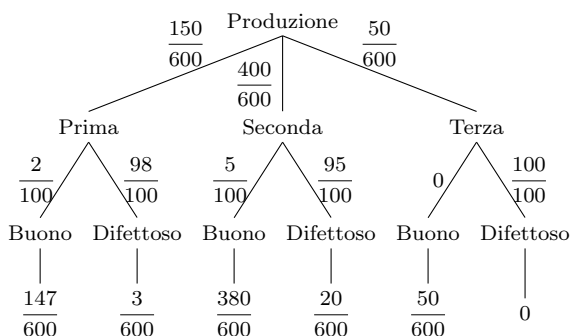 Produzione
150/600 400/600 50/600
Prima Seconda Terza
2/100 98/100 5/100 95/100 0 100/100
Buono Difettoso Buono Difettoso Buono Difettoso
147/600 3/600 380/600 20/600 50/600 0